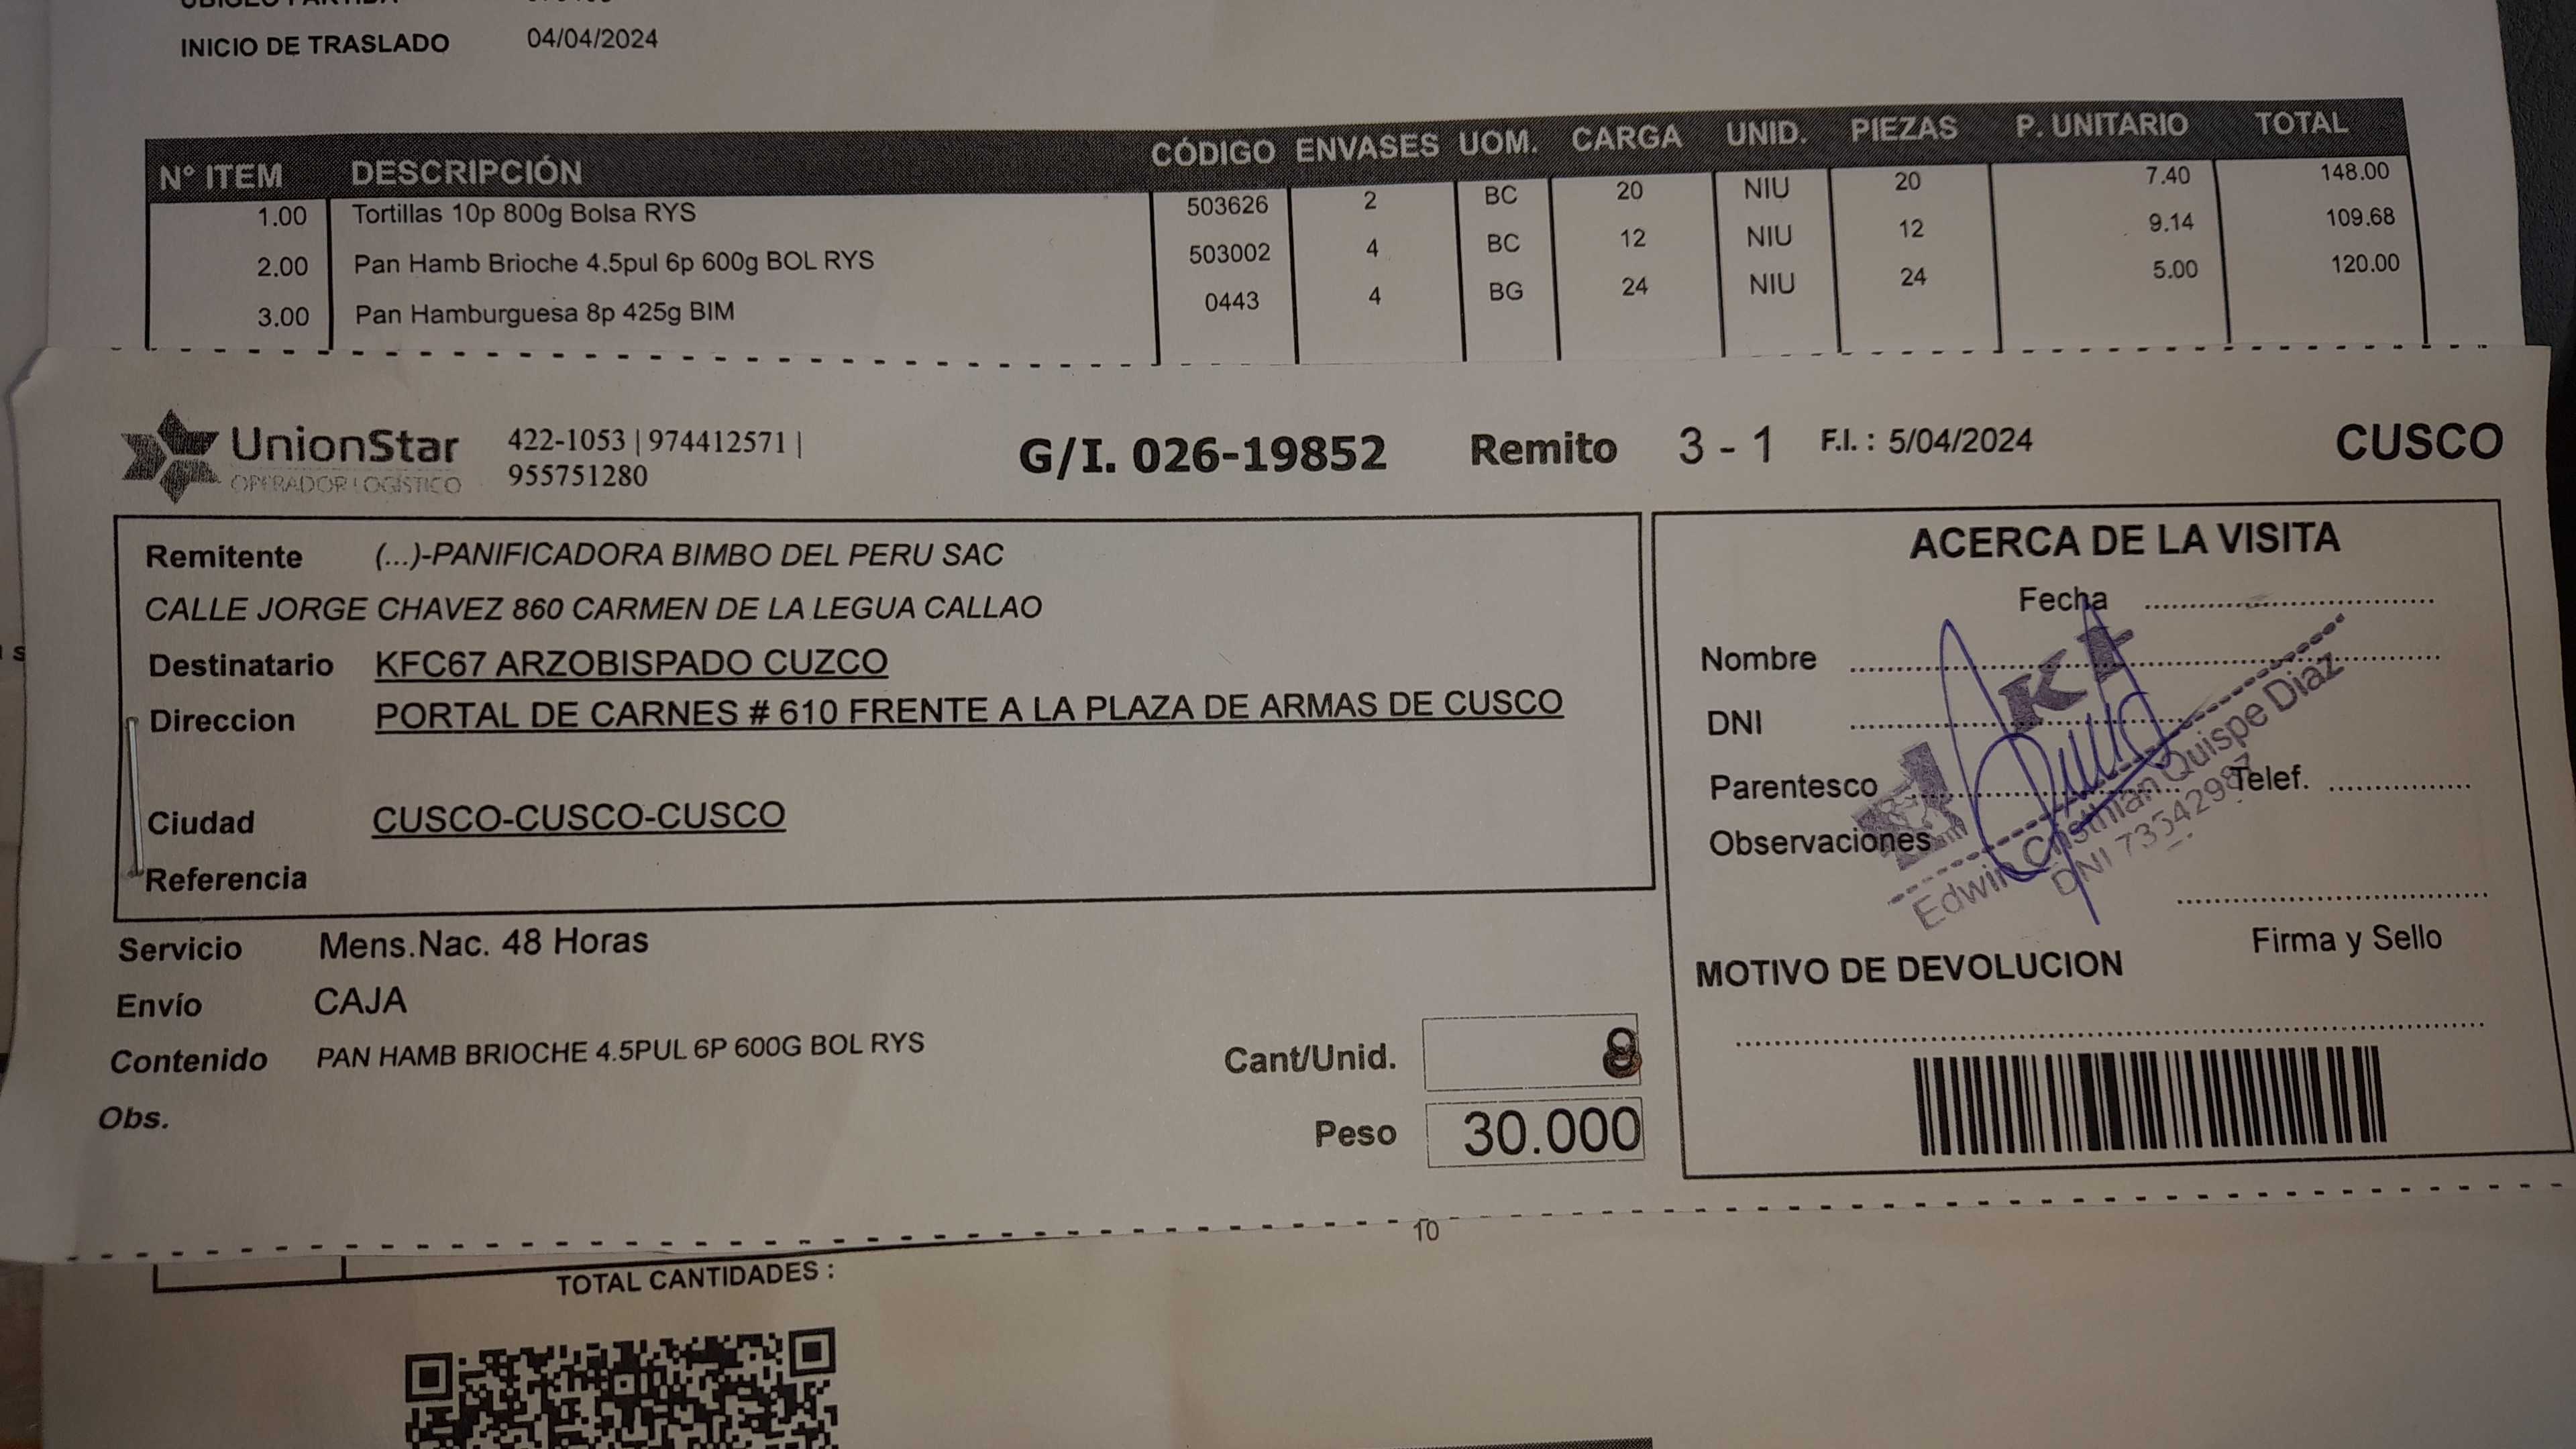 INICIO DE TRASLADO 04/04/2024
N° ITEM DESCRIPCIÓN CÓDIGO ENVASES UOM. CARGA UNID. PIEZAS P. UNITARIO TOTAL
1.00 Tortillas 10p 800g Bolsa RYS 503626 2 BC 20 NIU 20 7.40 148.00
2.00 Pan Hamb Brioche 4.5pul 6p 600g BOL RYS 503002 4 BC 12 NIU 12 9.14 109.68
3.00 Pan Hamburguesa 8p 425g BIM 0443 4 BG 24 NIU 24 5.00 120.00
UnionStar
OPERADOR LOGÍSTICO
422-1053 | 974412571 |
955751280
G/I. 026-19852 Remito 3 - 1 F.I. : 5/04/2024 CUSCO
Remitente (...)-PANIFICADORA BIMBO DEL PERU SAC
CALLE JORGE CHAVEZ 860 CARMEN DE LA LEGUA CALLAO
Destinatario KFC67 ARZOBISPADO CUZCO
Direccion PORTAL DE CARNES # 610 FRENTE A LA PLAZA DE ARMAS DE CUSCO
Ciudad CUSCO-CUSCO-CUSCO
Referencia
Servicio Mens.Nac. 48 Horas
Envío CAJA
Contenido PAN HAMB BRIOCHE 4.5PUL 6P 600G BOL RYS
Obs.
Cant/Unid. 8
Peso 30.000
ACERCA DE LA VISITA
Fecha
Nombre
DNI
Parentesco Telef.
Observaciones
Edwin Cristhian Quispe Diaz
DNI 73542987
Firma y Sello
MOTIVO DE DEVOLUCION
10
TOTAL CANTIDADES :